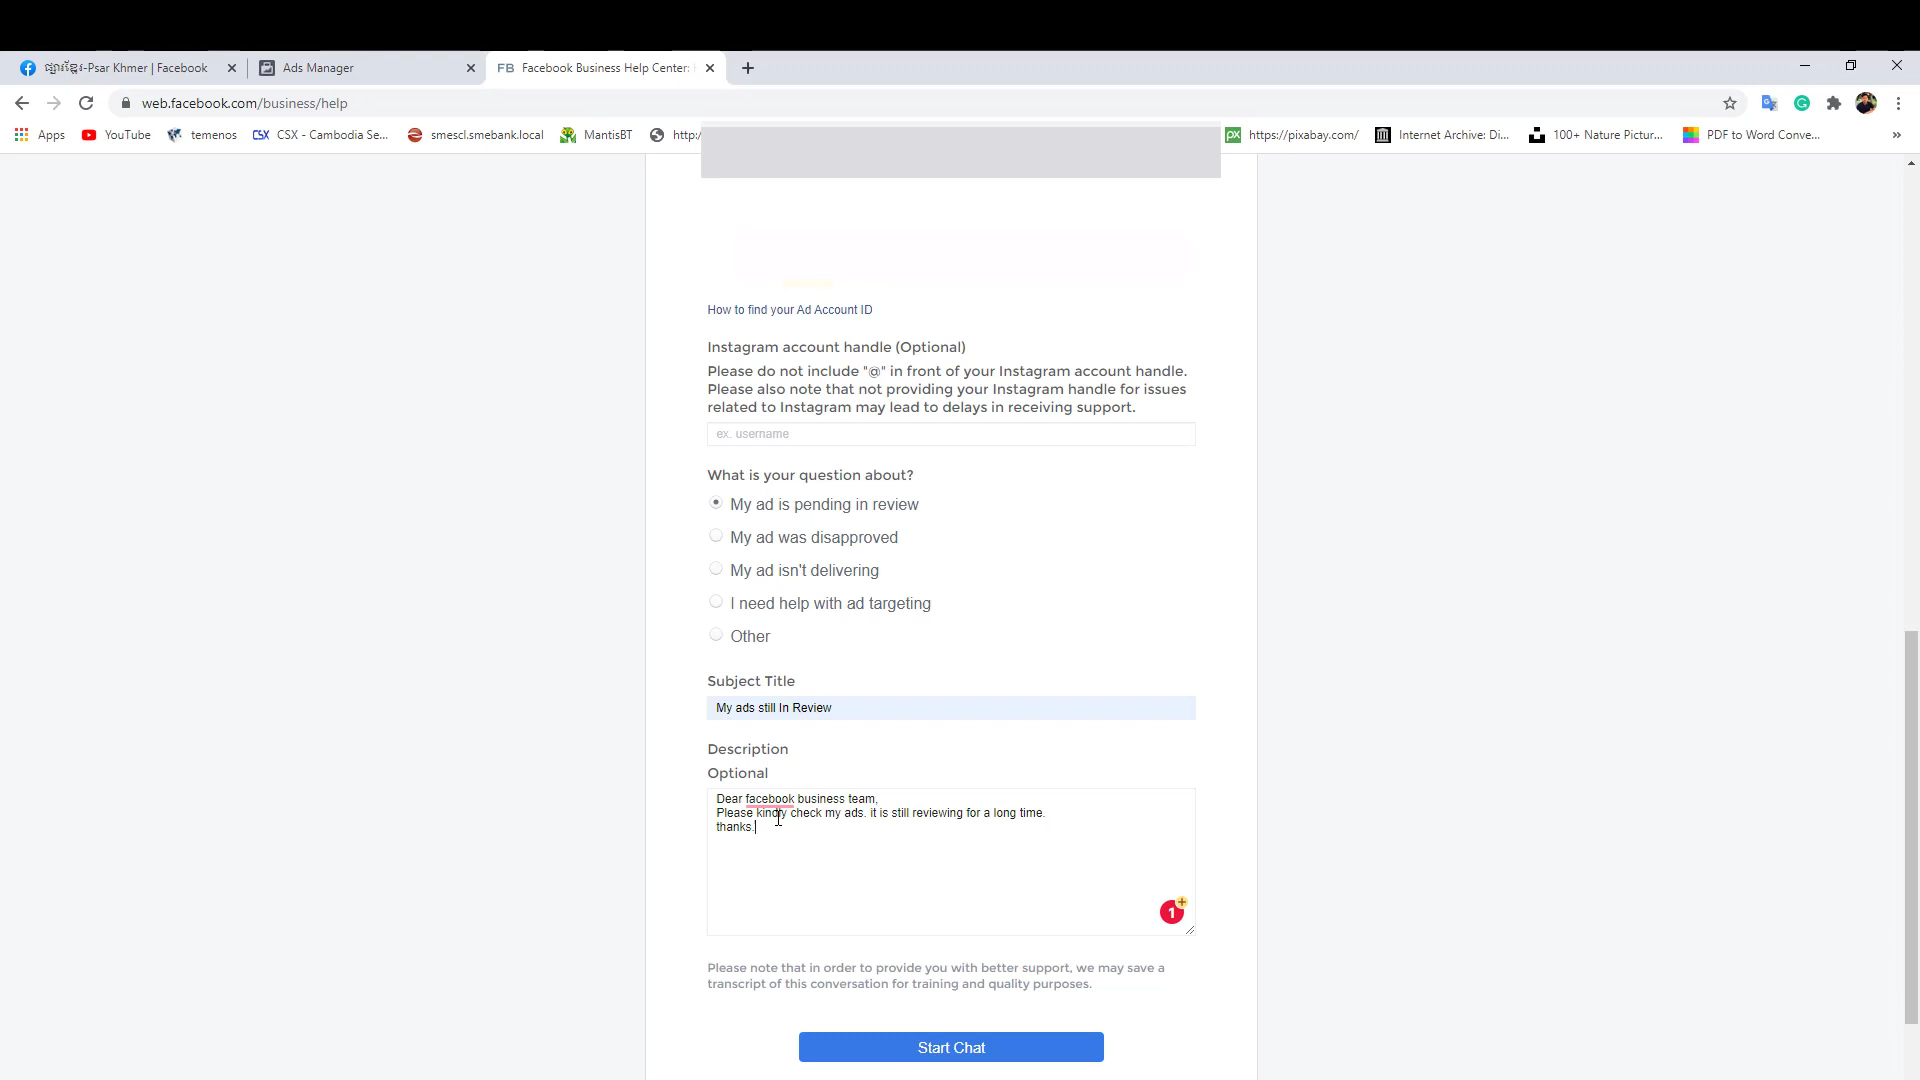 ផ្សារខ្មែរ-Psar Khmer | Facebook
Ads Manager
FB Facebook Business Help Center:
web.facebook.com/business/help
Apps
YouTube
temenos
CSX CSX - Cambodia Se...
smescl.smebank.local
MantisBT
http:/
px https://pixabay.com/
Internet Archive: Di...
100+ Nature Pictur...
PDF to Word Conve...
»
How to find your Ad Account ID
Instagram account handle (Optional)
Please do not include "@" in front of your Instagram account handle.
Please also note that not providing your Instagram handle for issues
related to Instagram may lead to delays in receiving support.
ex. username
What is your question about?
My ad is pending in review
My ad was disapproved
My ad isn't delivering
I need help with ad targeting
Other
Subject Title
My ads still In Review
Description
Optional
Dear facebook business team,
Please kindly check my ads. it is still reviewing for a long time.
thanks.
1
Please note that in order to provide you with better support, we may save a
transcript of this conversation for training and quality purposes.
Start Chat